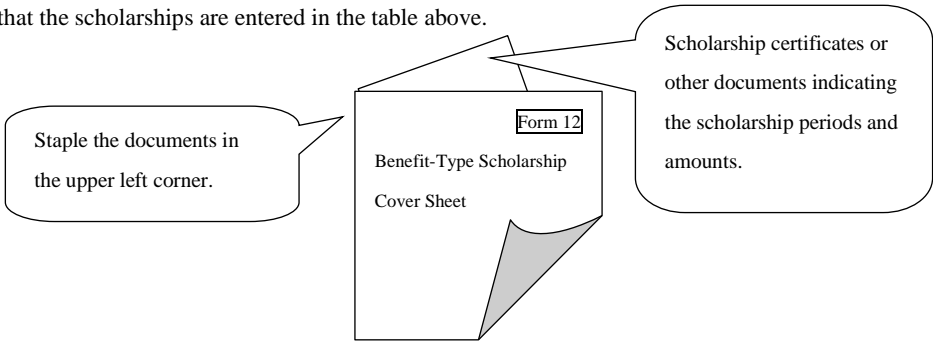 that the scholarships are entered in the table above.
Scholarship certificates or
other documents indicating
the scholarship periods and
amounts.
Staple the documents in
the upper left corner.
Form 12
Benefit-Type Scholarship
Cover Sheet